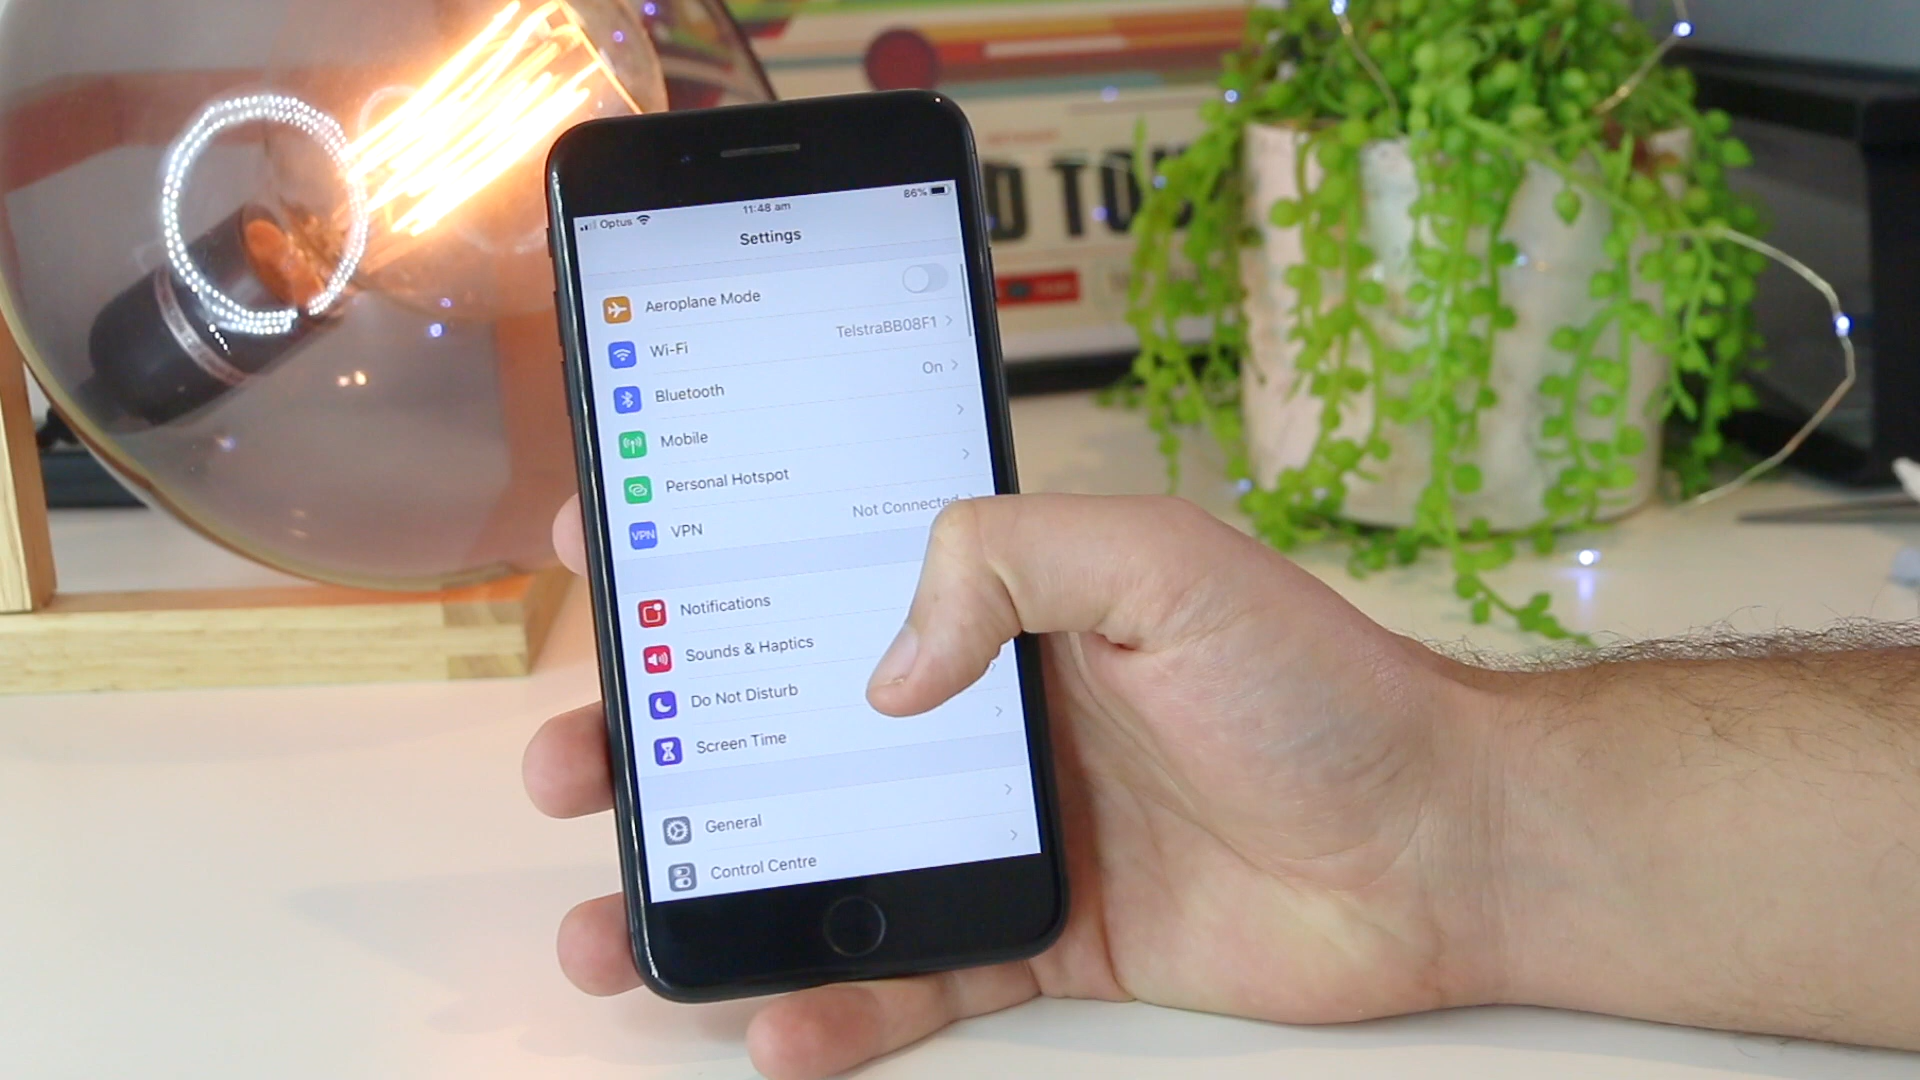 Optus
11:48 am
86%
Settings
Aeroplane Mode
Wi-Fi
TelstraBB08F1
Bluetooth
On
Mobile
Personal Hotspot
VPN
VPN
Not Connected
Notifications
Sounds & Haptics
Do Not Disturb
Screen Time
General
Control Centre